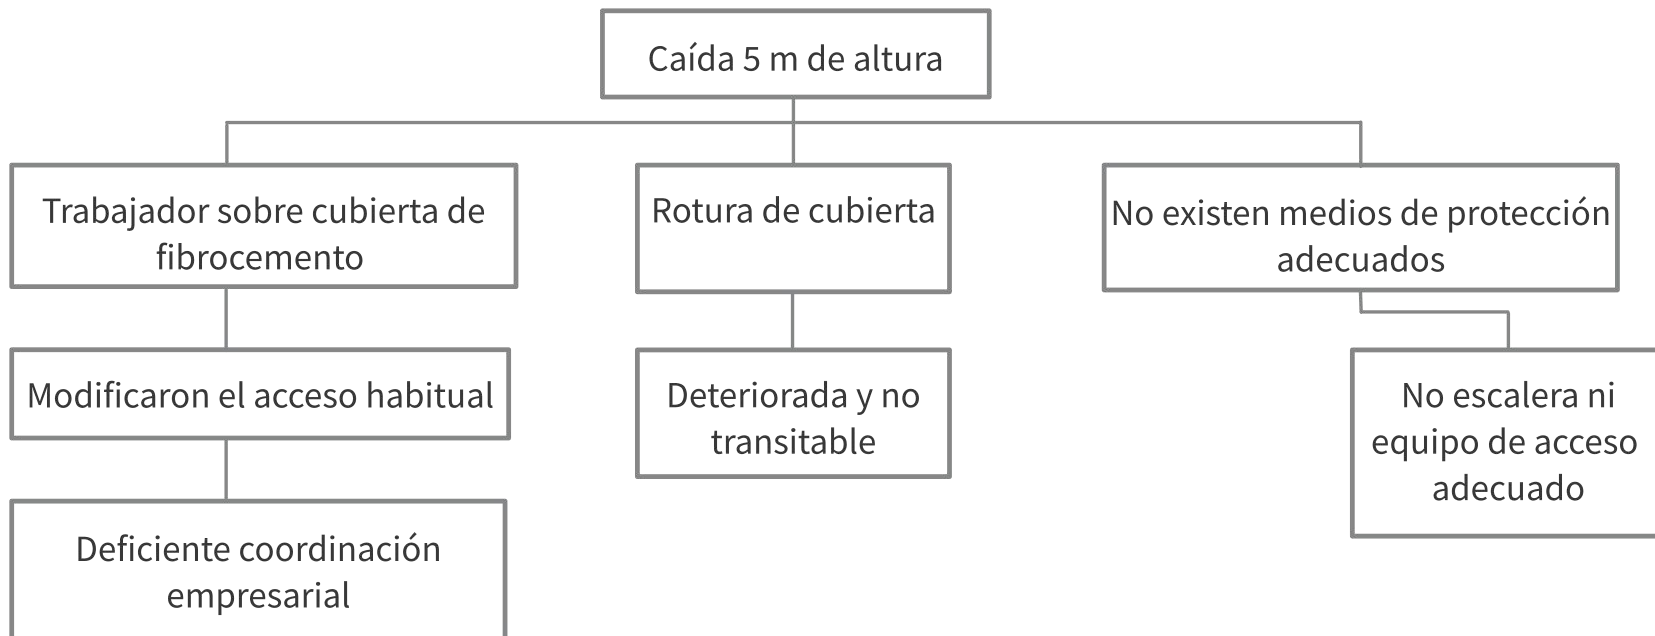 Caída 5 m de altura
Trabajador sobre cubierta de
fibrocemento
Rotura de cubierta
No existen medios de protección
adecuados
Modificaron el acceso habitual
Deteriorada y no
transitable
No escalera ni
equipo de acceso
adecuado
Deficiente coordinación
empresarial